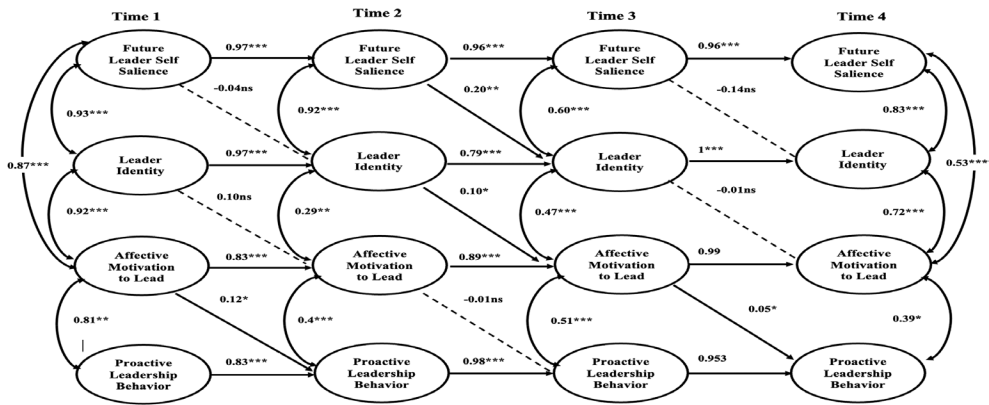 Time 1
Time 2
Time 3
Time 4
Future
Leader Self
Salience
0.97***
Future
Leader Self
Salience
0.96***
Future
Leader Self
Salience
0.96***
Future
Leader Self
Salience
-0.04ns
0.20**
-0.14ns
0.93***
0.92***
0.60***
0.83***
0.87***
Leader
Identity
0.97***
Leader
Identity
0.79***
Leader
Identity
1***
Leader
Identity
0.53***
0.10ns
0.10*
-0.01ns
0.92***
0.29**
0.47***
0.72***
Affective
Motivation
to Lead
0.83***
Affective
Motivation
to Lead
0.89***
Affective
Motivation
to Lead
0.99
Affective
Motivation
to Lead
0.12*
-0.01ns
0.05*
0.81**
0.4***
0.51***
0.39*
Proactive
Leadership
Behavior
0.83***
Proactive
Leadership
Behavior
0.98***
Proactive
Leadership
Behavior
0.953
Proactive
Leadership
Behavior